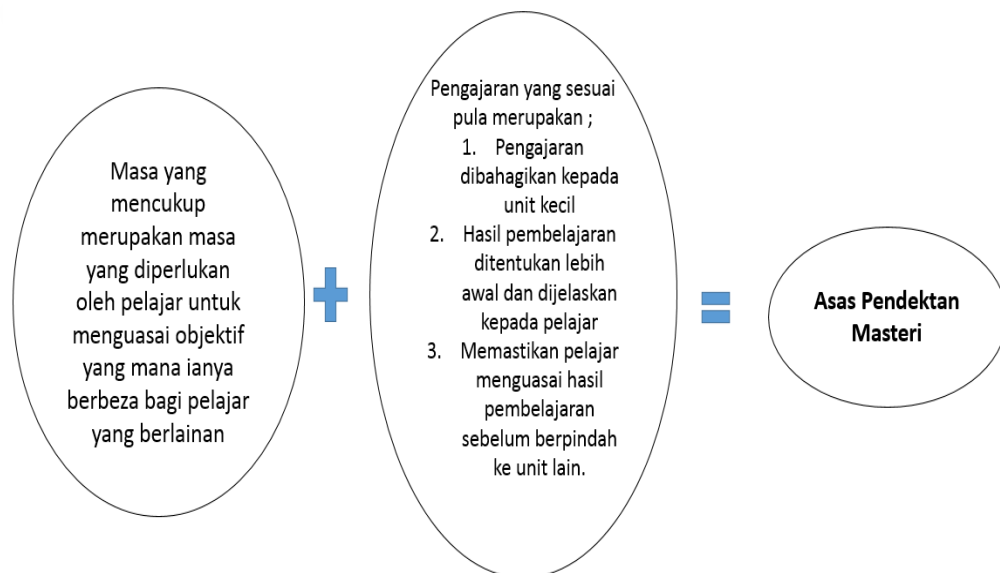 Masa yang
mencukup
merupakan masa
yang diperlukan
oleh pelajar untuk
menguasai objektif
yang mana ianya
berbeza bagi pelajar
yang berlainan
+
Pengajaran yang sesuai
pula merupakan ;
1. Pengajaran
dibahagikan kepada
unit kecil
2. Hasil pembelajaran
ditentukan lebih
awal dan dijelaskan
kepada pelajar
3. Memastikan pelajar
menguasai hasil
pembelajaran
sebelum berpindah
ke unit lain.
=
Asas Pendektan
Masteri